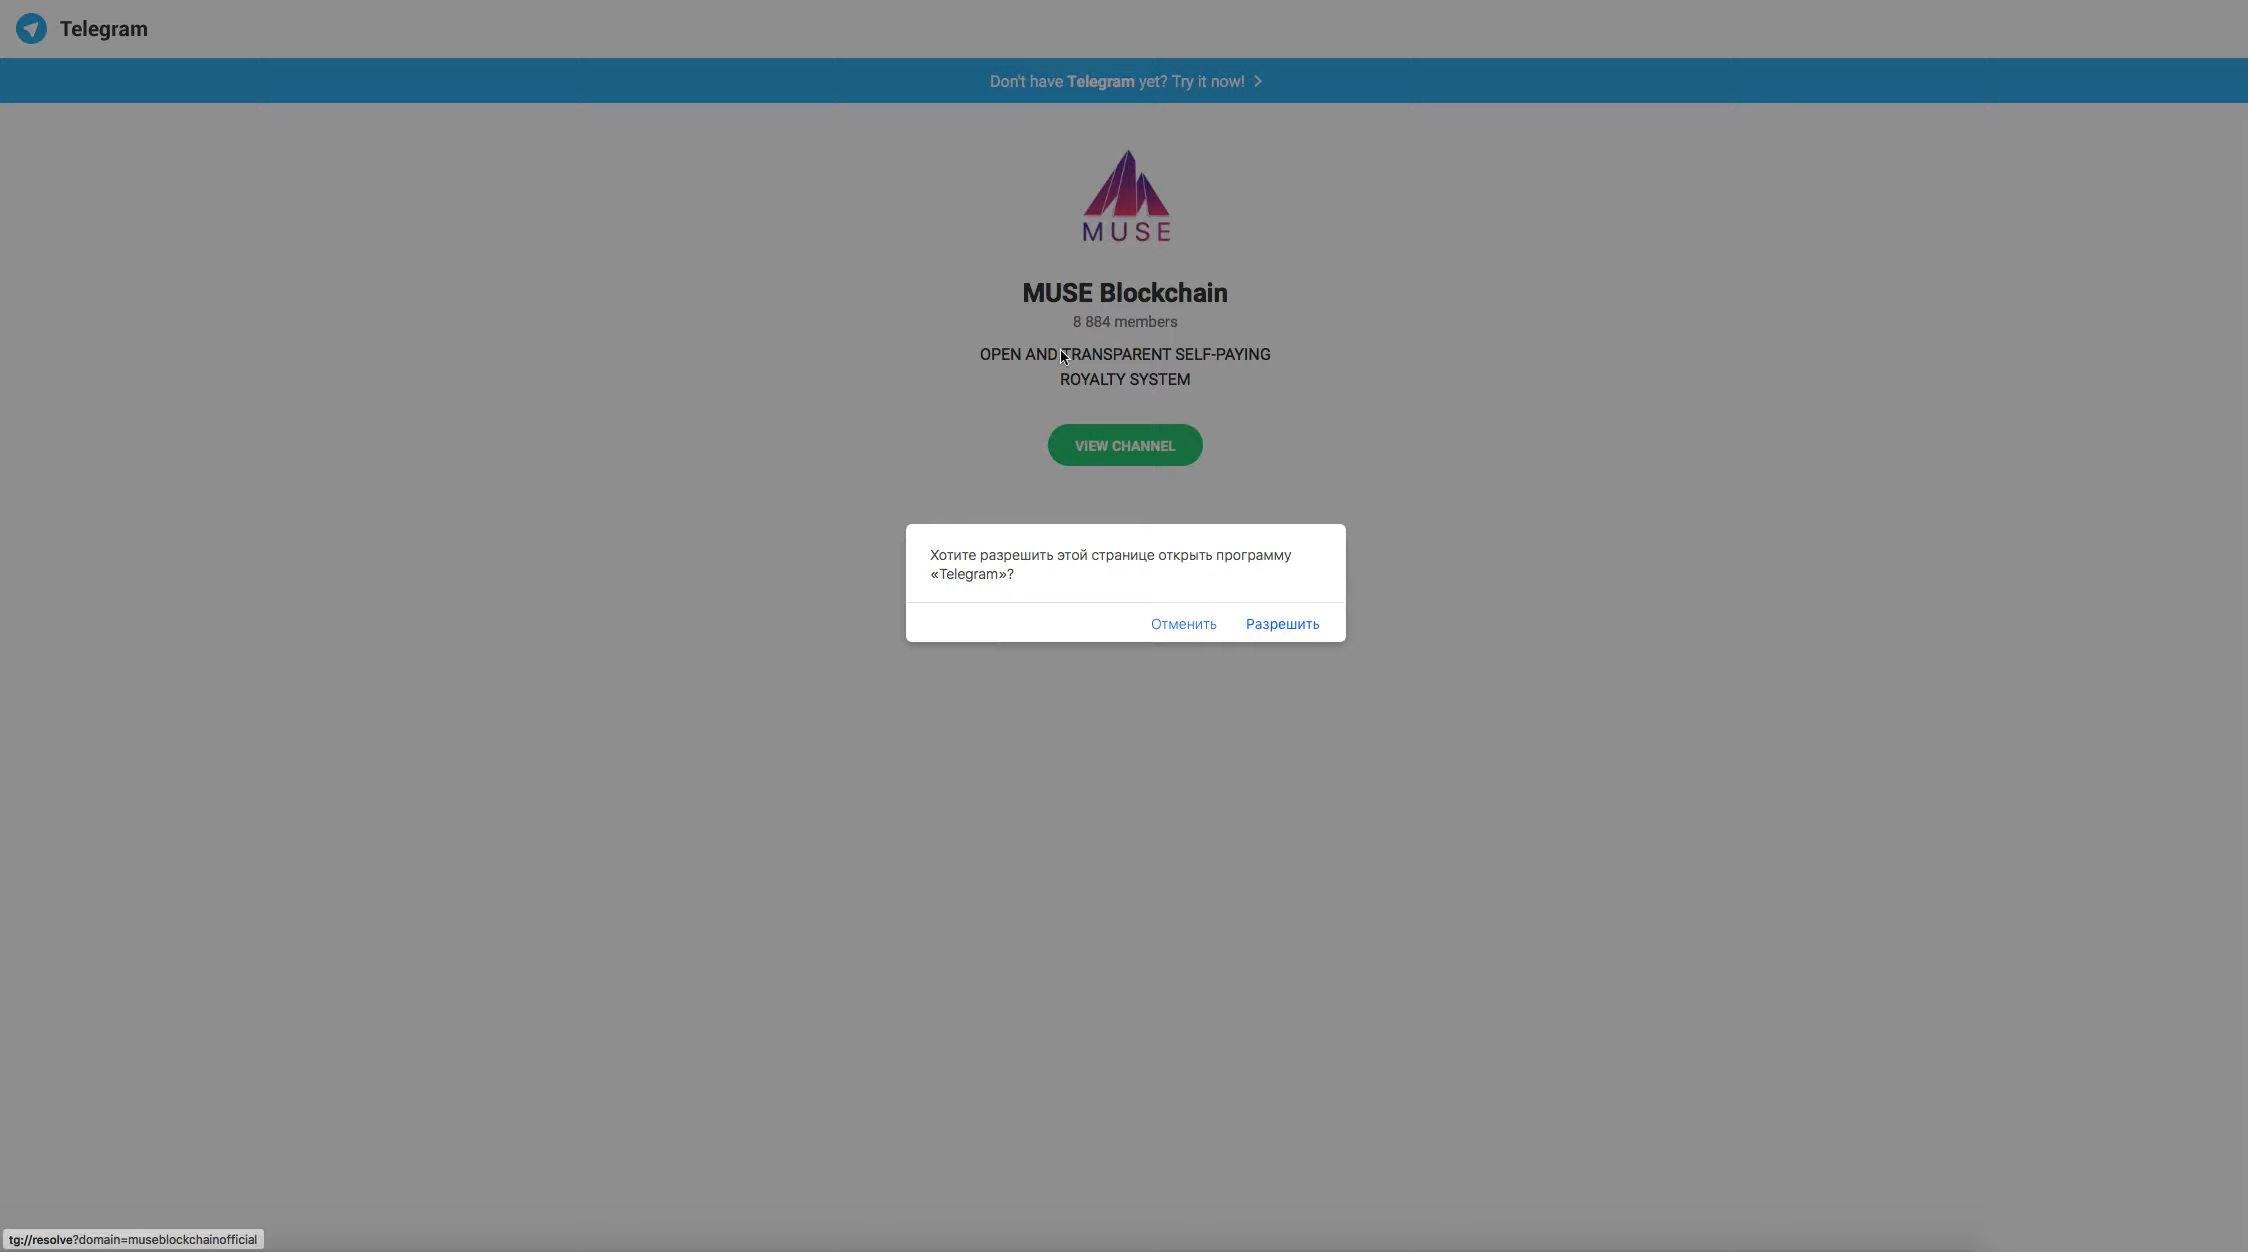 Telegram
Don't have Telegram yet? Try it now!
MUSE
MUSE Blockchain
8 884 members
OPEN AND TRANSPARENT SELF-PAYING
ROYALTY SYSTEM
VIEW CHANNEL
Хотите разрешить этой странице открыть программу
«Telegram»?
Отменить Разрешить
tg://resolve?domain=museblockchainofficial